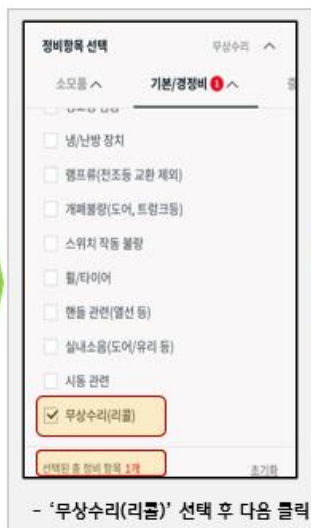 정비항목 선택 무상수리
소모품 기본/경정비 1
냉/난방 장치
램프류(전조등 교환 제외)
개폐불량(도어, 트렁크등)
스위치 작동 불량
휠/타이어
핸들 관련(열선 등)
실내소음(도어/유리 등)
시동 관련
무상수리(리콜)
선택된 총 정비 항목 1개 초기화
- ‘무상수리(리콜)’ 선택 후 다음 클릭